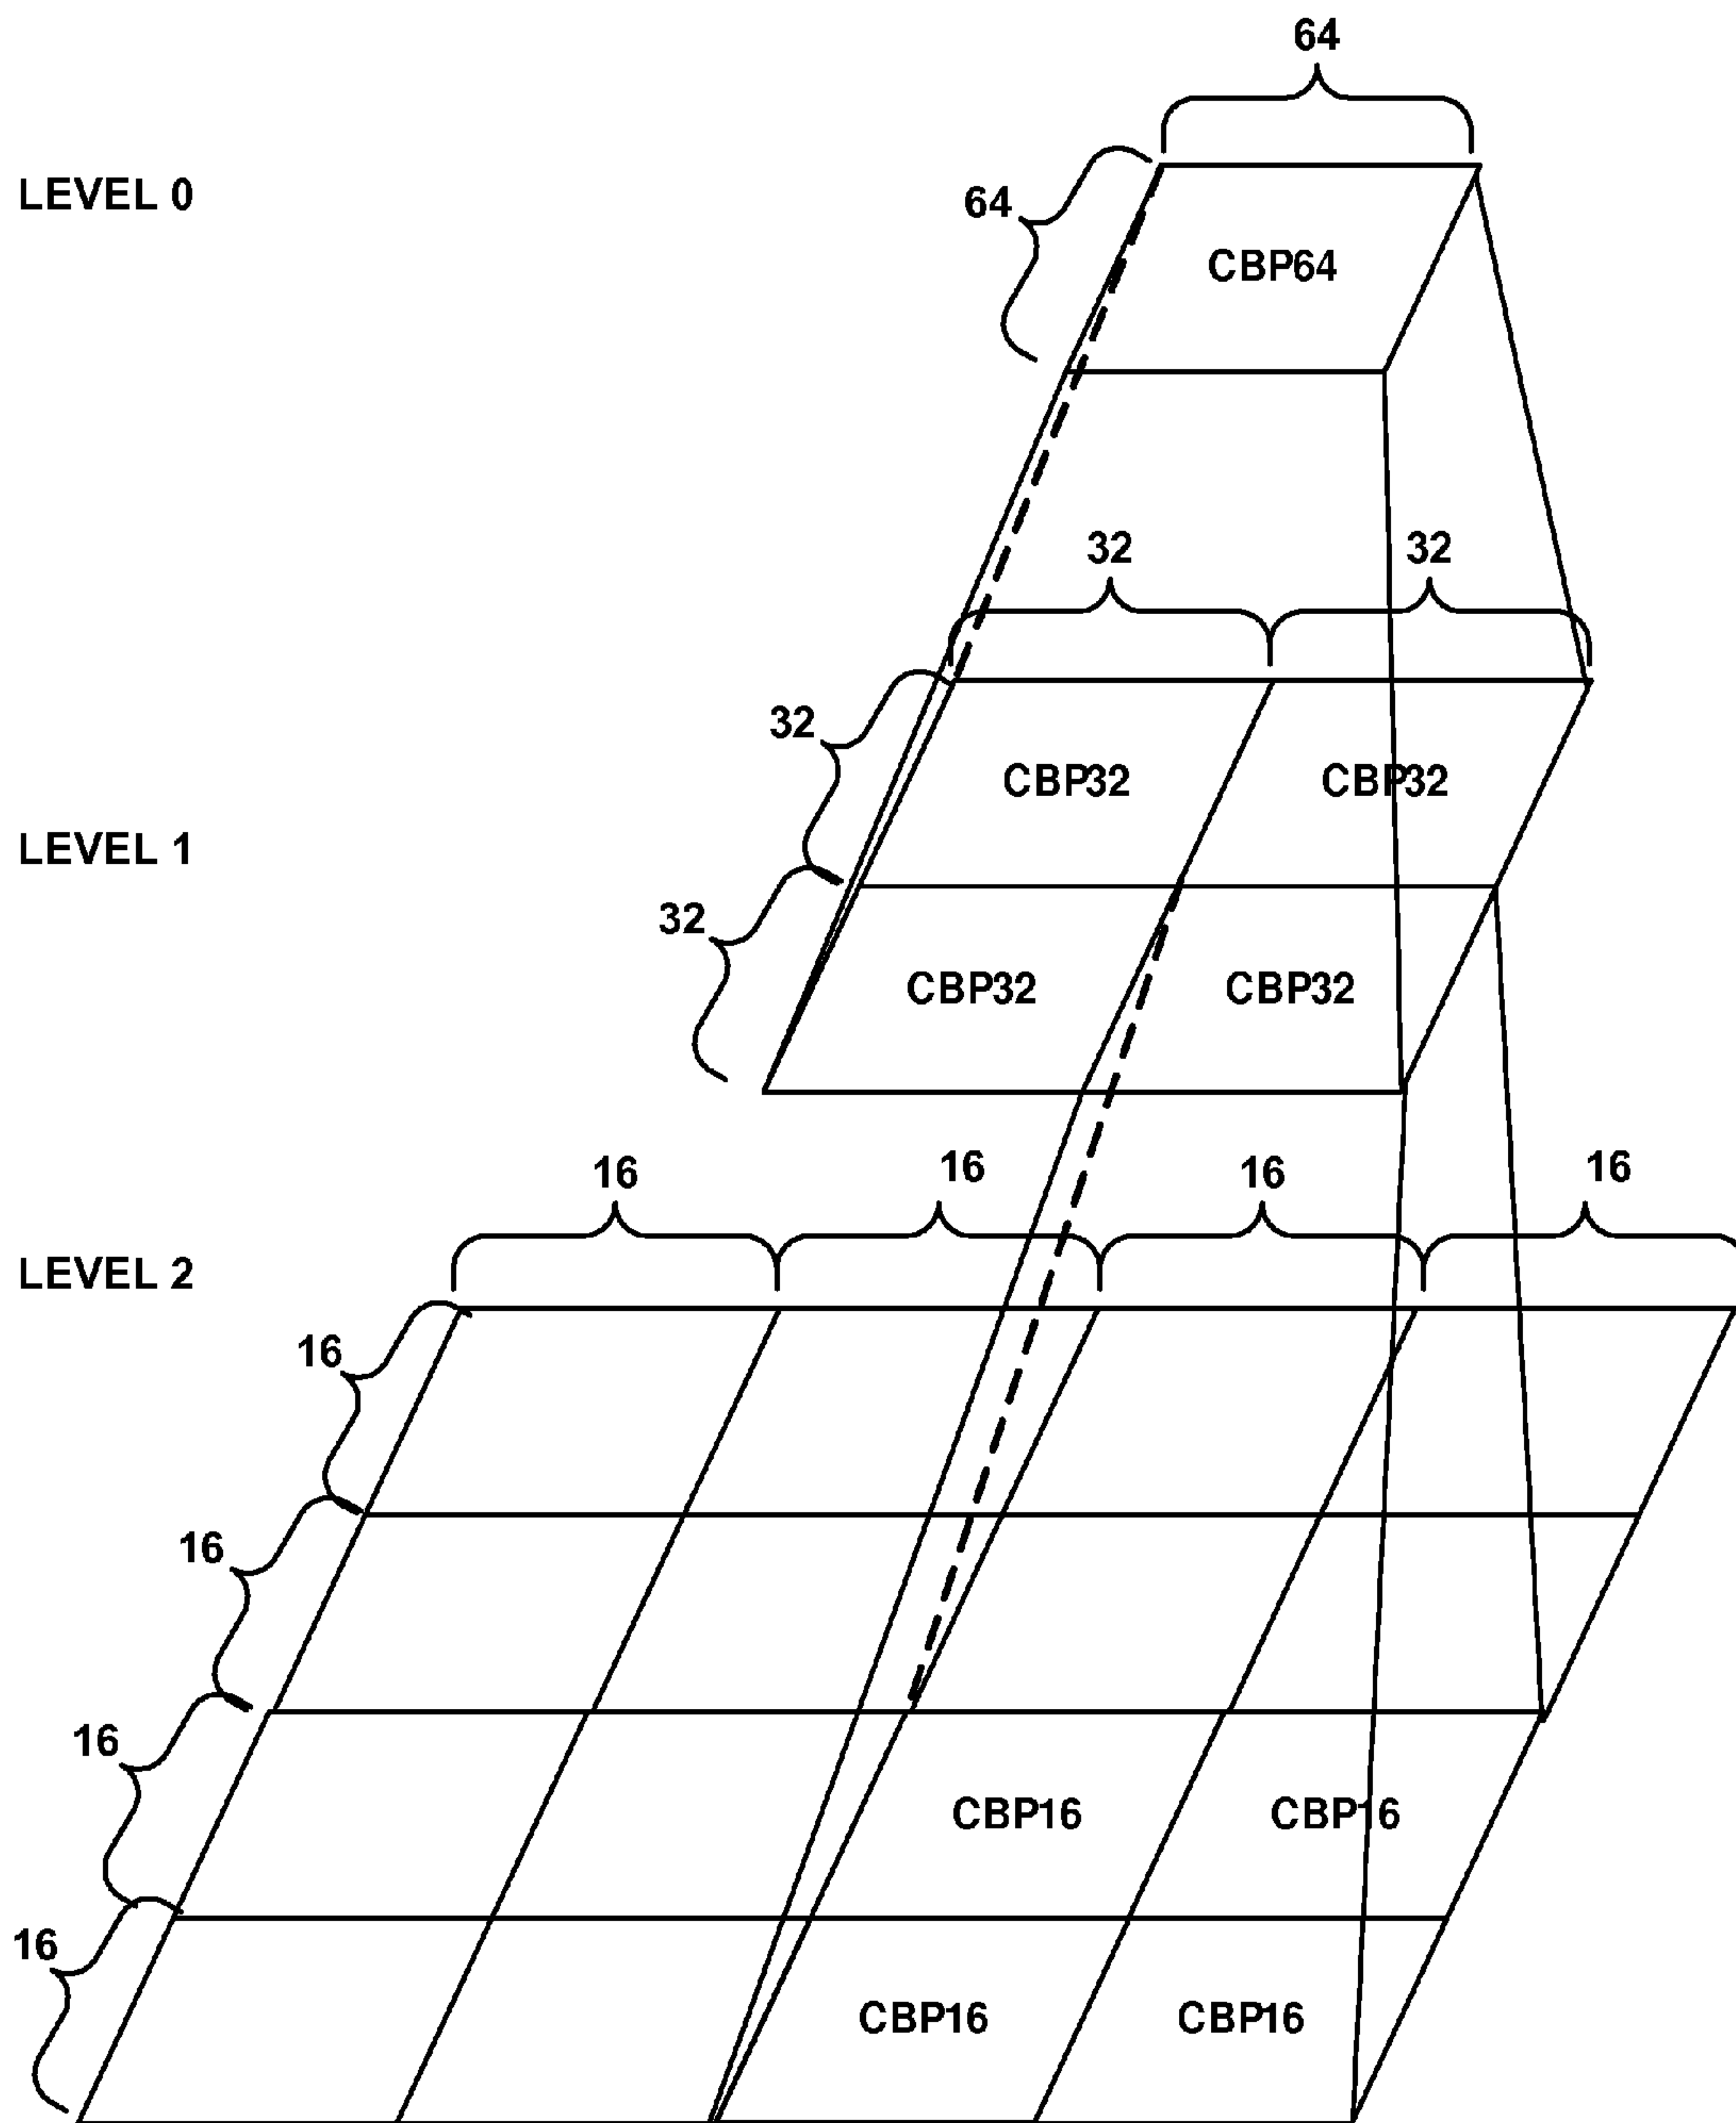 64
LEVEL 0
64
CBP64
32 32
32
CBP32 CBP32
LEVEL 1
32
CBP32 CBP32
16 16 16 16
LEVEL 2
16
16
16
CBP16 CBP16
16
CBP16 CBP16